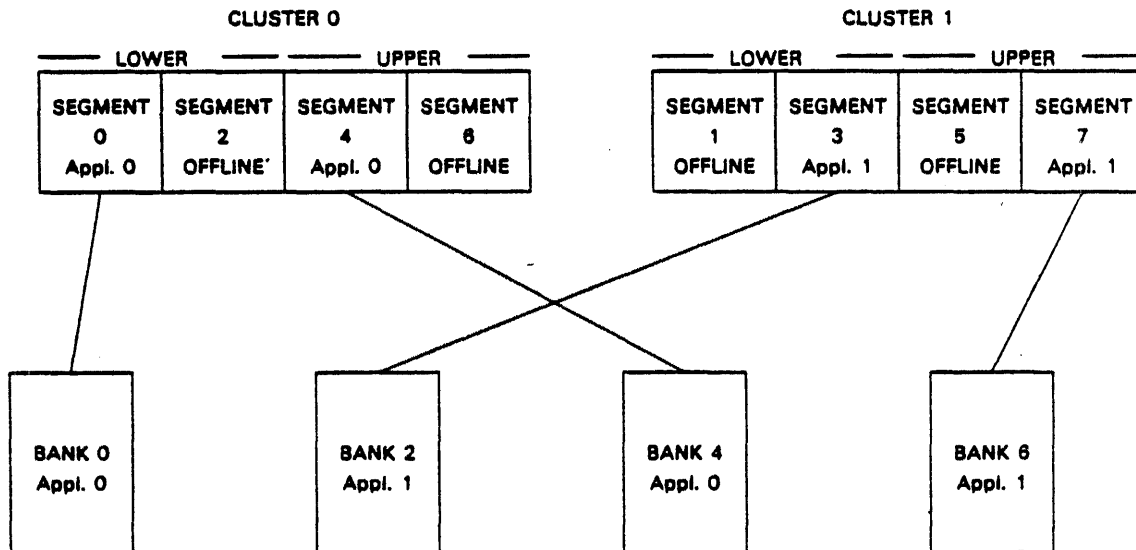 CLUSTER 0
LOWER UPPER
SEGMENT 0 Appl. 0
SEGMENT 2 OFFLINE
SEGMENT 4 Appl. 0
SEGMENT 6 OFFLINE
CLUSTER 1
LOWER UPPER
SEGMENT 1 OFFLINE
SEGMENT 3 Appl. 1
SEGMENT 5 OFFLINE
SEGMENT 7 Appl. 1
BANK 0
Appl. 0
BANK 2
Appl. 1
BANK 4
Appl. 0
BANK 6
Appl. 1